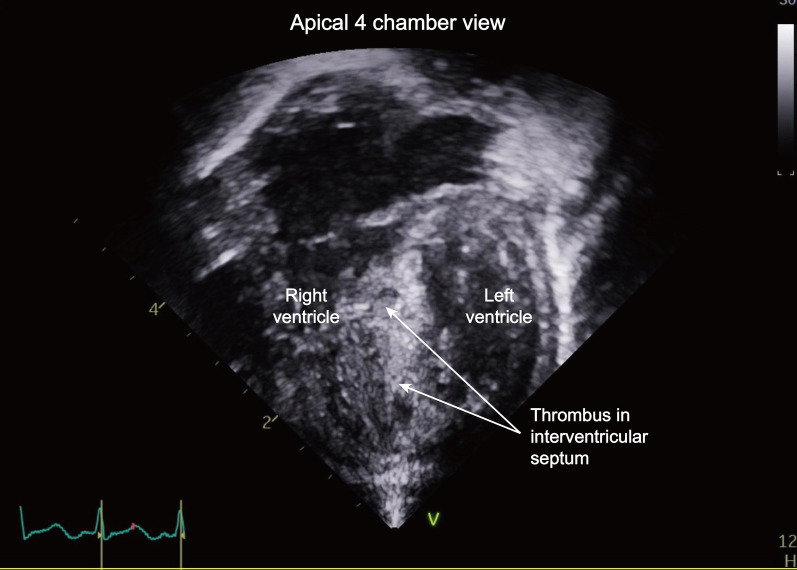 Apical 4 chamber view
Right
ventricle
Left
ventricle
4
2
Thrombus in
interventricular
septum
V
12
H